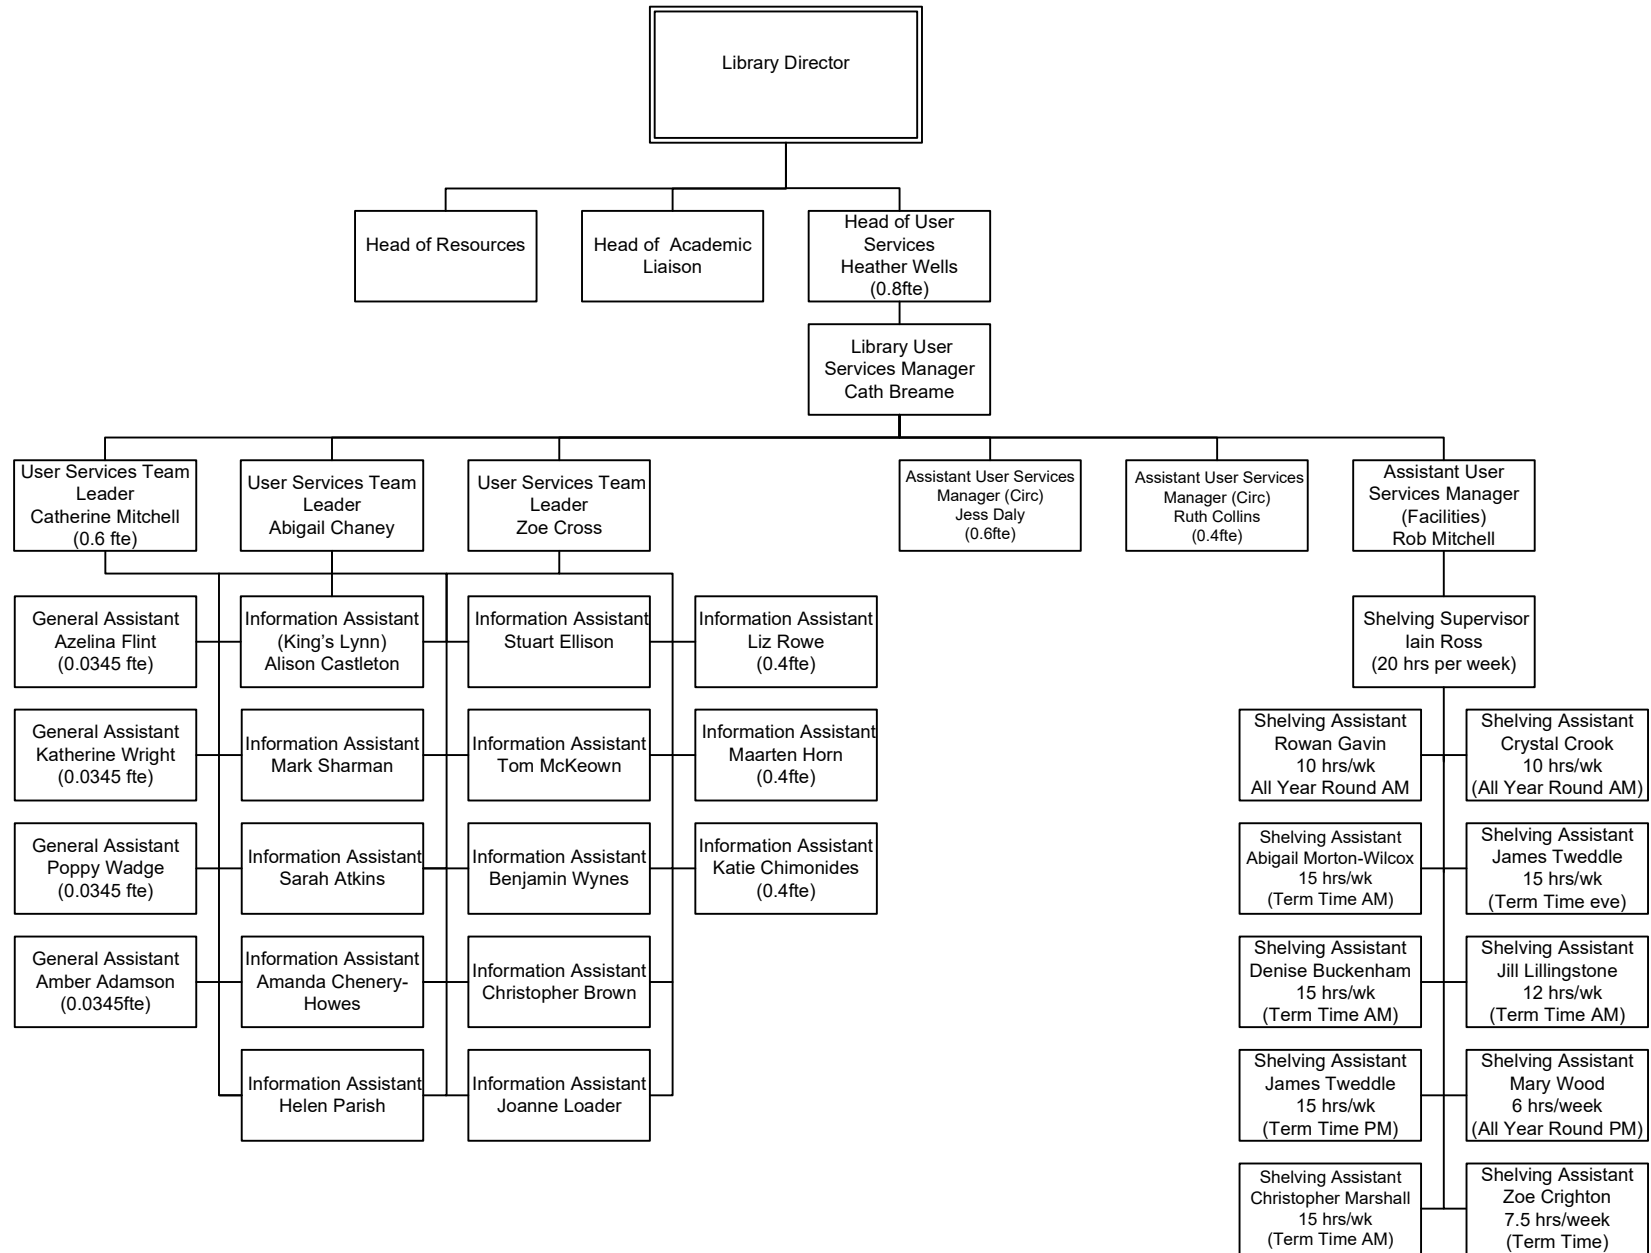 Library Director
Head of Resources
Head of  Academic
Liaison
Head of User
Services
Heather Wells
(0.8fte)
Library User
Services Manager
Cath Breame
User Services Team
Leader
Catherine Mitchell
(0.6 fte)
User Services Team
Leader
Abigail Chaney
User Services Team
Leader
Zoe Cross
Assistant User Services
Manager (Circ)
Jess Daly
(0.6fte)
Assistant User Services
Manager (Circ)
Ruth Collins
(0.4fte)
Assistant User
Services Manager
(Facilities)
Rob Mitchell
General Assistant
Azelina Flint
(0.0345 fte)
Information Assistant
(King’s Lynn)
Alison Castleton
Information Assistant
Stuart Ellison
Information Assistant
Liz Rowe
(0.4fte)
Shelving Supervisor
Iain Ross
(20 hrs per week)
General Assistant
Katherine Wright
(0.0345 fte)
Information Assistant
Mark Sharman
Information Assistant
Tom McKeown
Information Assistant
Maarten Horn
(0.4fte)
Shelving Assistant
Rowan Gavin
10 hrs/wk
All Year Round AM
Shelving Assistant
Crystal Crook
10 hrs/wk
(All Year Round AM)
General Assistant
Poppy Wadge
(0.0345 fte)
Information Assistant
Sarah Atkins
Information Assistant
Benjamin Wynes
Information Assistant
Katie Chimonides
(0.4fte)
Shelving Assistant
Abigail Morton-Wilcox
15 hrs/wk
(Term Time AM)
Shelving Assistant
James Tweddle
15 hrs/wk
(Term Time eve)
General Assistant
Amber Adamson
(0.0345fte)
Information Assistant
Amanda Chenery-
Howes
Information Assistant
Christopher Brown
Shelving Assistant
Denise Buckenham
15 hrs/wk
(Term Time AM)
Shelving Assistant
Jill Lillingstone
12 hrs/wk
(Term Time AM)
Information Assistant
Helen Parish
Information Assistant
Joanne Loader
Shelving Assistant
James Tweddle
15 hrs/wk
(Term Time PM)
Shelving Assistant
Mary Wood
6 hrs/week
(All Year Round PM)
Shelving Assistant
Christopher Marshall
15 hrs/wk
(Term Time AM)
Shelving Assistant
Zoe Crighton
7.5 hrs/week
(Term Time)